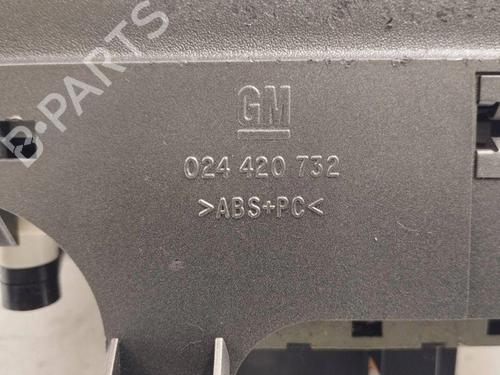 B-PARTS
GM
024 420 732
>ABS+PC<